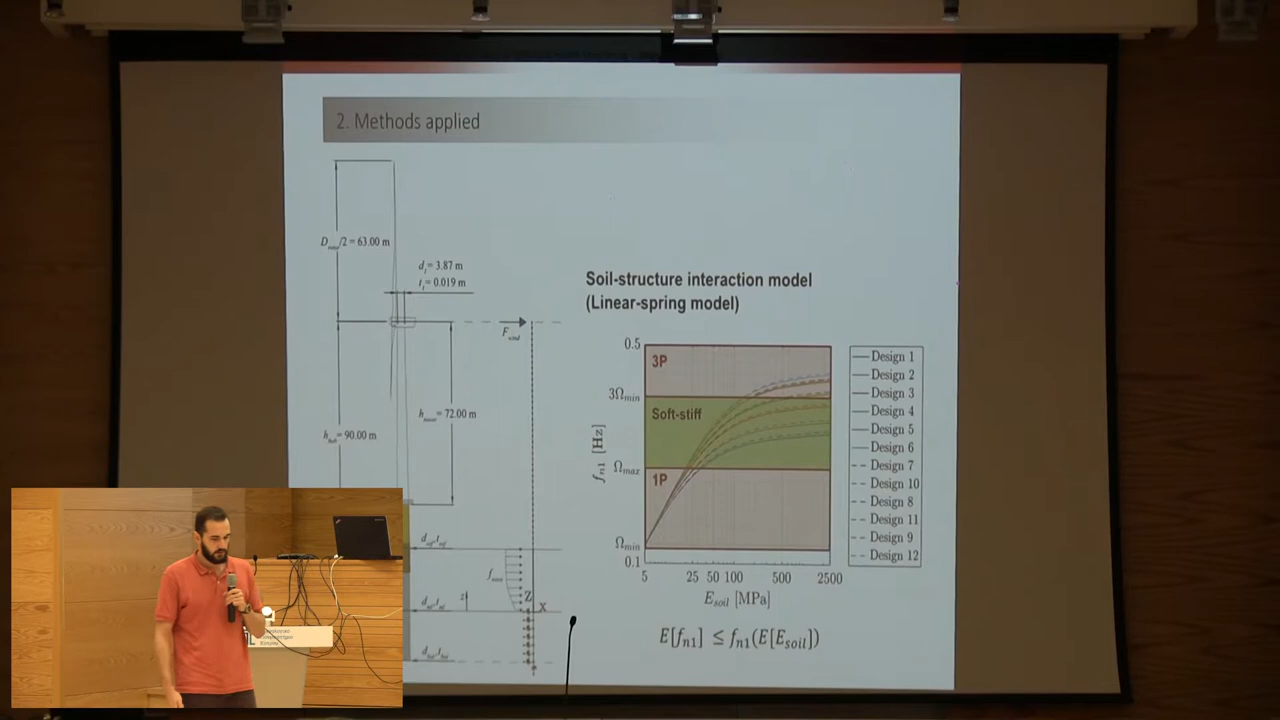 2. Methods applied
D /2 = 63.00 m
d_t = 3.87 m
t_t = 0.019 m
F_wind
h_tower = 72.00 m
h_hub = 90.00 m
Z
X
Soil-structure interaction model
(Linear-spring model)
0.5
3P
3Ω_min
Soft-stiff
f_n1 [Hz]
Ω_max
1P
Ω_min
0.1
5 25 50 100 500 2500
E_soil [MPa]
Design 1
Design 2
Design 3
Design 4
Design 5
Design 6
Design 7
Design 10
Design 8
Design 11
Design 9
Design 12
E[f_n1] ≤ f_n1(E[E_soil])